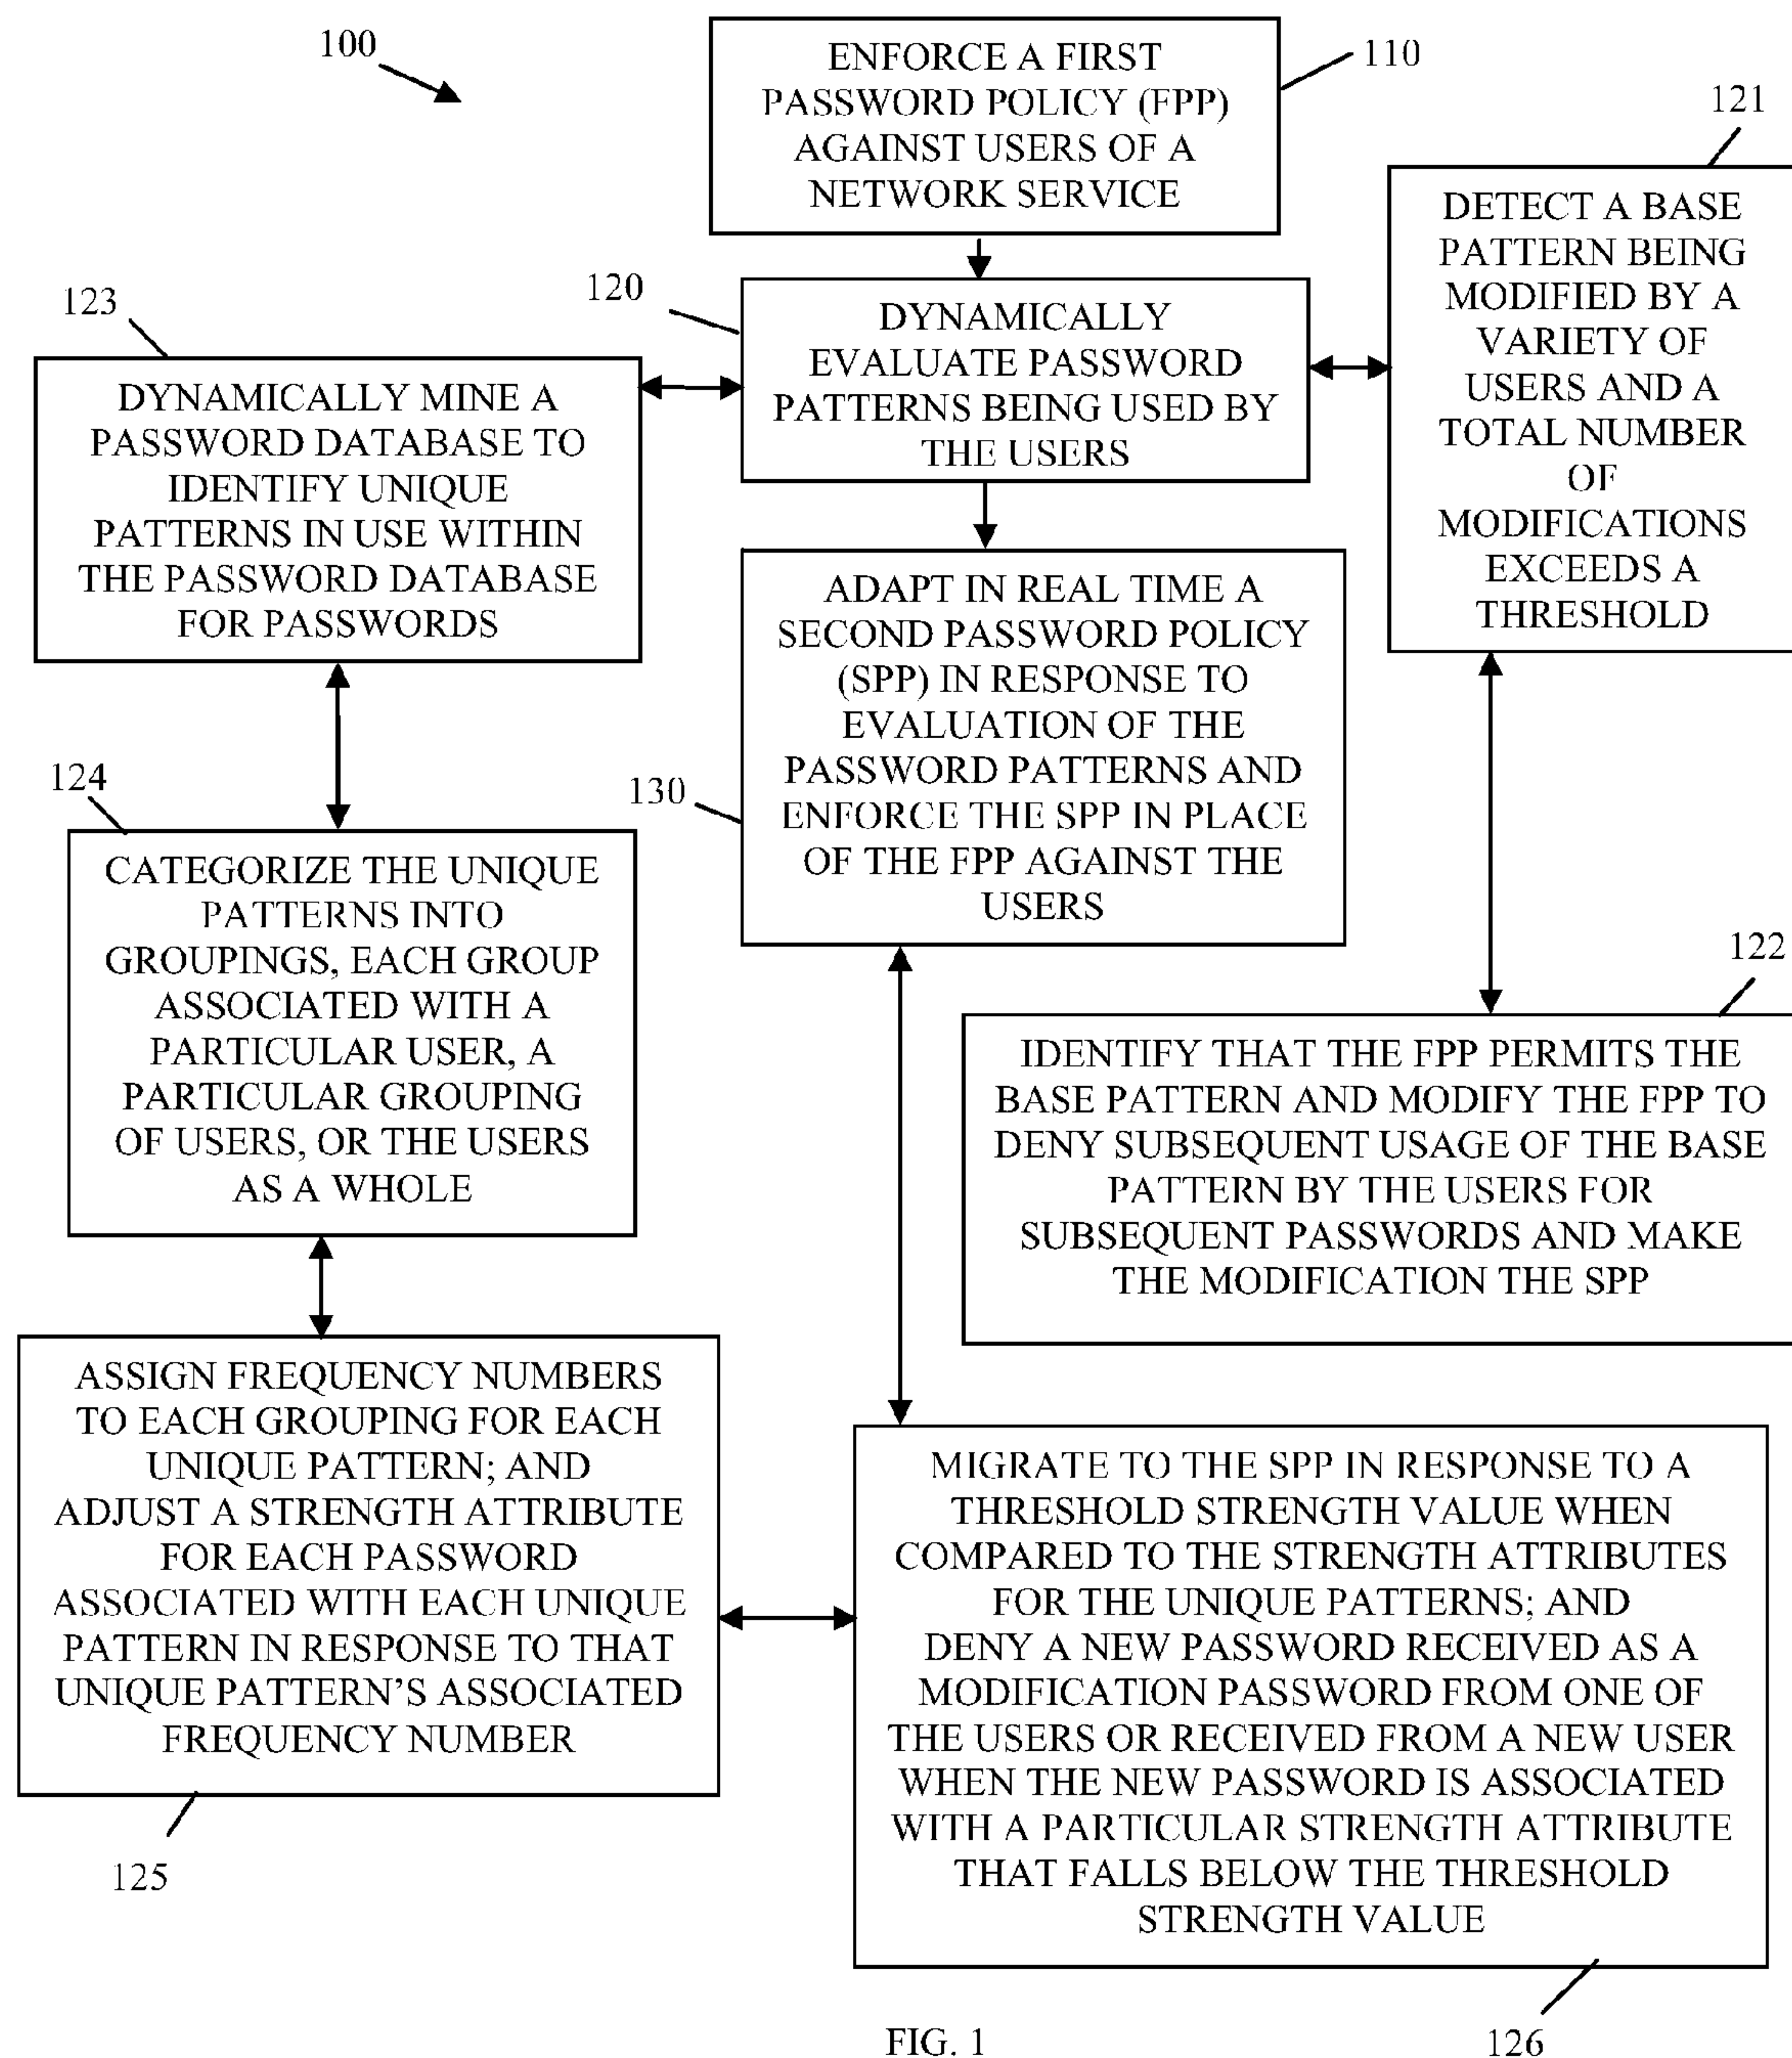 100
ENFORCE A FIRST
PASSWORD POLICY (FPP)
AGAINST USERS OF A
NETWORK SERVICE
110
120
DYNAMICALLY
EVALUATE PASSWORD
PATTERNS BEING USED BY
THE USERS
121
DETECT A BASE
PATTERN BEING
MODIFIED BY A
VARIETY OF
USERS AND A
TOTAL NUMBER
OF
MODIFICATIONS
EXCEEDS A
THRESHOLD
123
DYNAMICALLY MINE A
PASSWORD DATABASE TO
IDENTIFY UNIQUE
PATTERNS IN USE WITHIN
THE PASSWORD DATABASE
FOR PASSWORDS
130
ADAPT IN REAL TIME A
SECOND PASSWORD POLICY
(SPP) IN RESPONSE TO
EVALUATION OF THE
PASSWORD PATTERNS AND
ENFORCE THE SPP IN PLACE
OF THE FPP AGAINST THE
USERS
124
CATEGORIZE THE UNIQUE
PATTERNS INTO
GROUPINGS, EACH GROUP
ASSOCIATED WITH A
PARTICULAR USER, A
PARTICULAR GROUPING
OF USERS, OR THE USERS
AS A WHOLE
122
IDENTIFY THAT THE FPP PERMITS THE
BASE PATTERN AND MODIFY THE FPP TO
DENY SUBSEQUENT USAGE OF THE BASE
PATTERN BY THE USERS FOR
SUBSEQUENT PASSWORDS AND MAKE
THE MODIFICATION THE SPP
ASSIGN FREQUENCY NUMBERS
TO EACH GROUPING FOR EACH
UNIQUE PATTERN; AND
ADJUST A STRENGTH ATTRIBUTE
FOR EACH PASSWORD
ASSOCIATED WITH EACH UNIQUE
PATTERN IN RESPONSE TO THAT
UNIQUE PATTERN’S ASSOCIATED
FREQUENCY NUMBER
125
MIGRATE TO THE SPP IN RESPONSE TO A
THRESHOLD STRENGTH VALUE WHEN
COMPARED TO THE STRENGTH ATTRIBUTES
FOR THE UNIQUE PATTERNS; AND
DENY A NEW PASSWORD RECEIVED AS A
MODIFICATION PASSWORD FROM ONE OF
THE USERS OR RECEIVED FROM A NEW USER
WHEN THE NEW PASSWORD IS ASSOCIATED
WITH A PARTICULAR STRENGTH ATTRIBUTE
THAT FALLS BELOW THE THRESHOLD
STRENGTH VALUE
126
FIG. 1